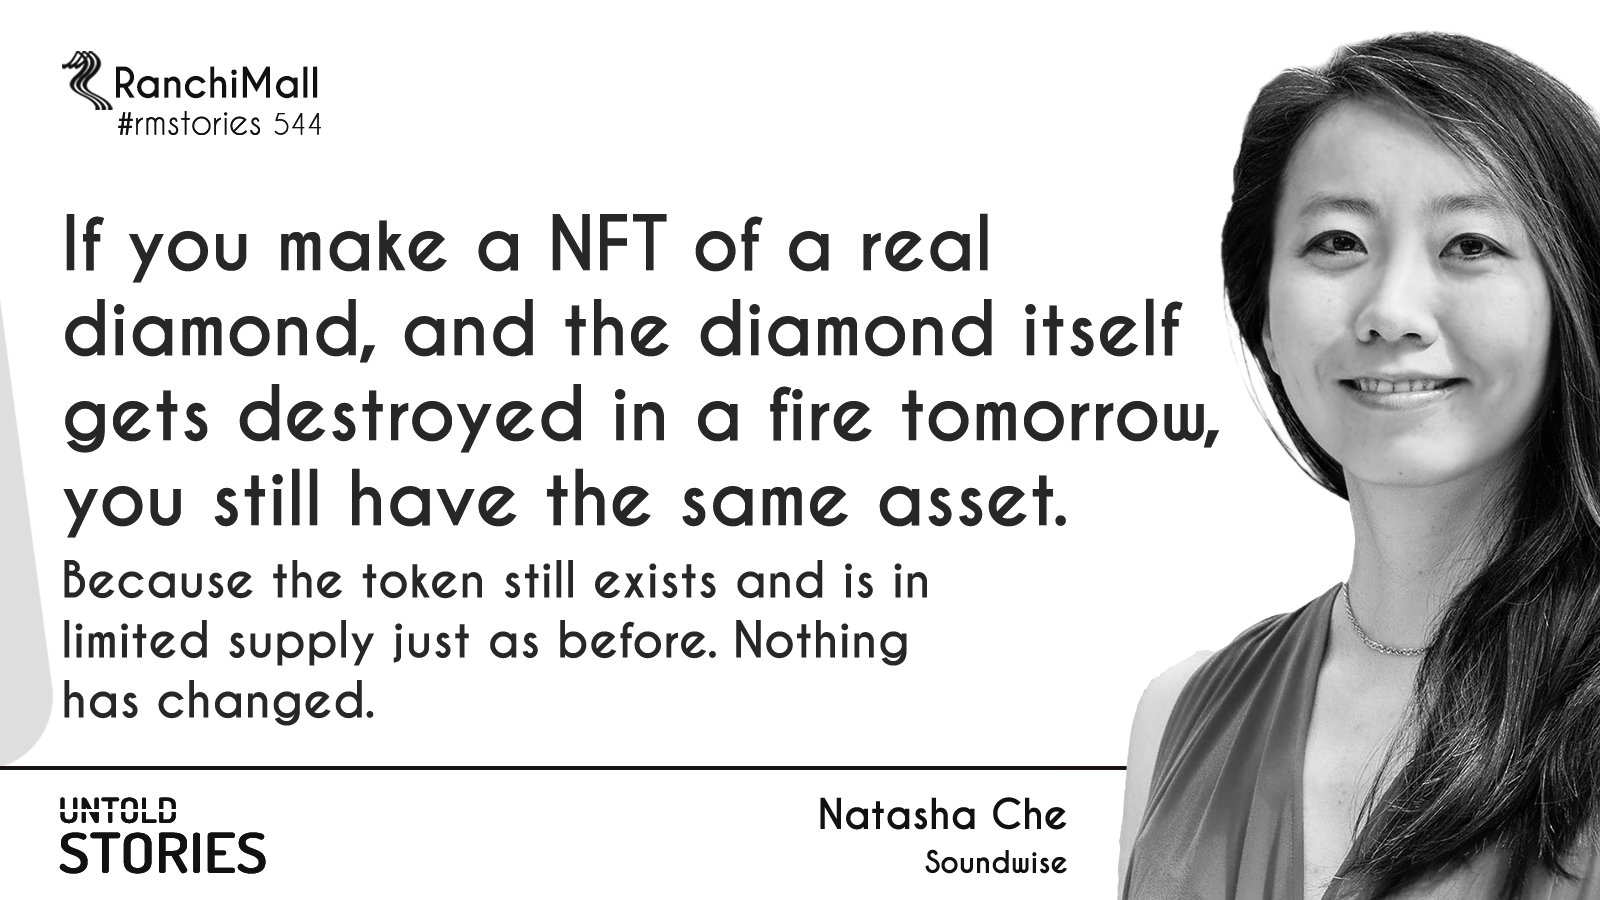 RanchiMall
#rmstories 544
If you make a NFT of a real
diamond, and the diamond itself
gets destroyed in a fire tomorrow,
you still have the same asset.
Because the token still exists and is in
limited supply just as before. Nothing
has changed.
UNTOLD
STORIES
Natasha Che
Soundwise